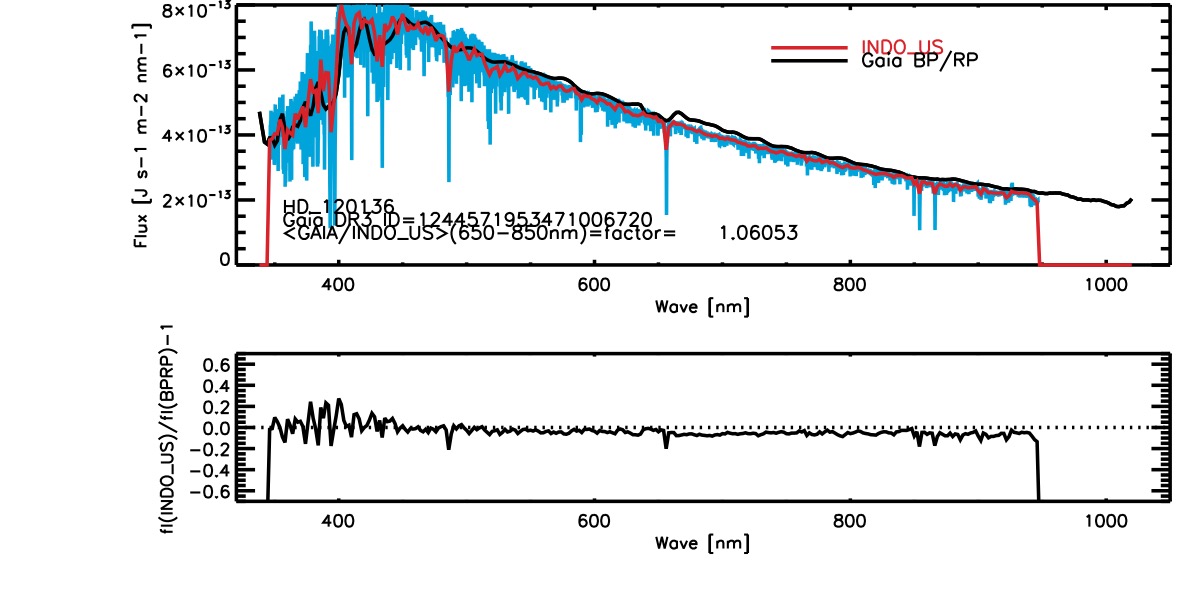 8×10⁻¹³
6×10⁻¹³
4×10⁻¹³
2×10⁻¹³
0
Flux [J s−1 m−2 nm−1]
INDO_US
Gaia BP/RP
HD_120136
Gaia DR3 ID=1244571953471006720
<GAIA/INDO_US>(650−850nm)=factor= 1.06053
400 600 800 1000
Wave [nm]
0.6
0.4
0.2
0.0
−0.2
−0.4
−0.6
fl(INDO_US)/fl(BPRP)−1
400 600 800 1000
Wave [nm]